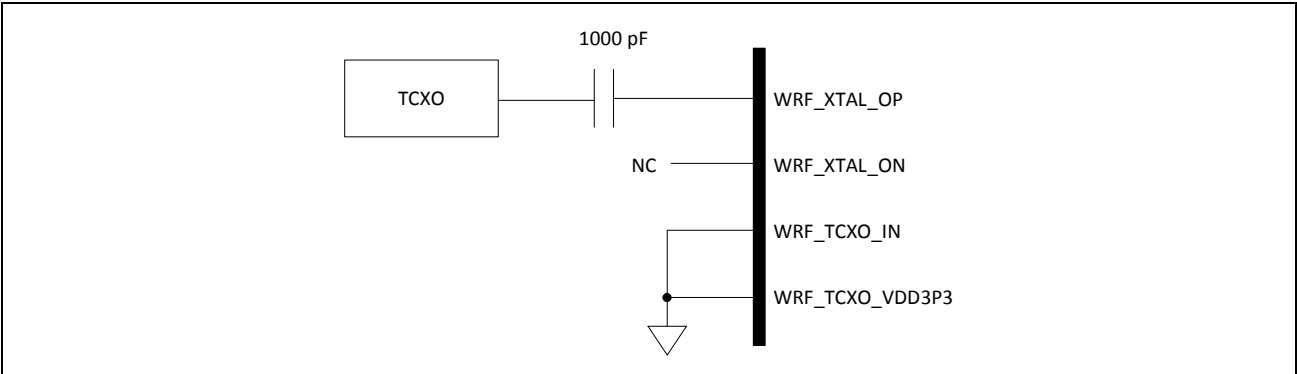 1000 pF
TCXO
WRF_XTAL_OP
NC
WRF_XTAL_ON
WRF_TCXO_IN
WRF_TCXO_VDD3P3